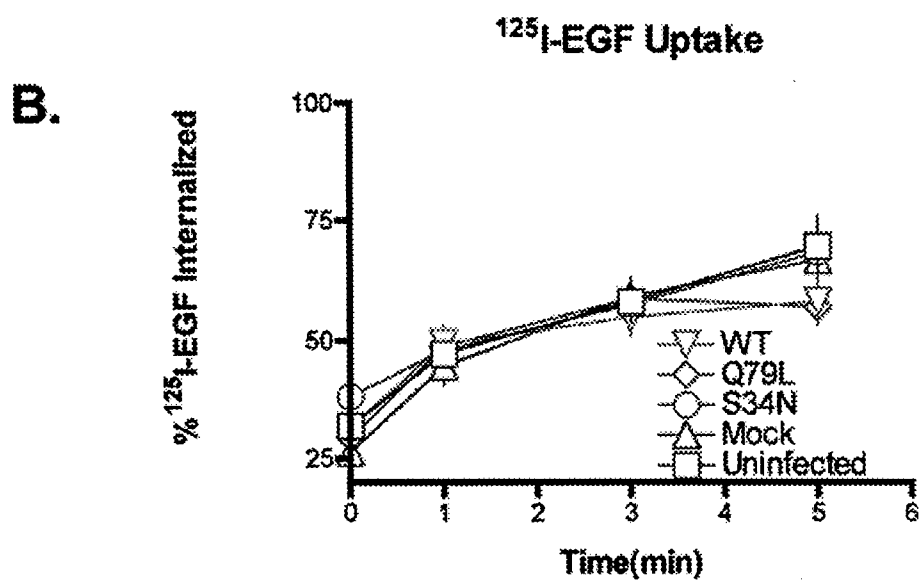 ¹²⁵I-EGF Uptake
B.
% ¹²⁵I-EGF Internalized
100
75
50
25
0 1 2 3 4 5 6
Time(min)
WT
Q79L
S34N
Mock
Uninfected